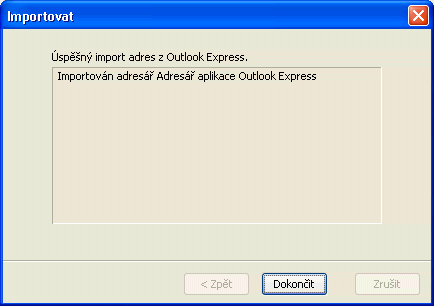 Importovat
Úspěšný import adres z Outlook Express.
Importován adresář Adresář aplikace Outlook Express
< Zpět
Dokončit
Zrušit